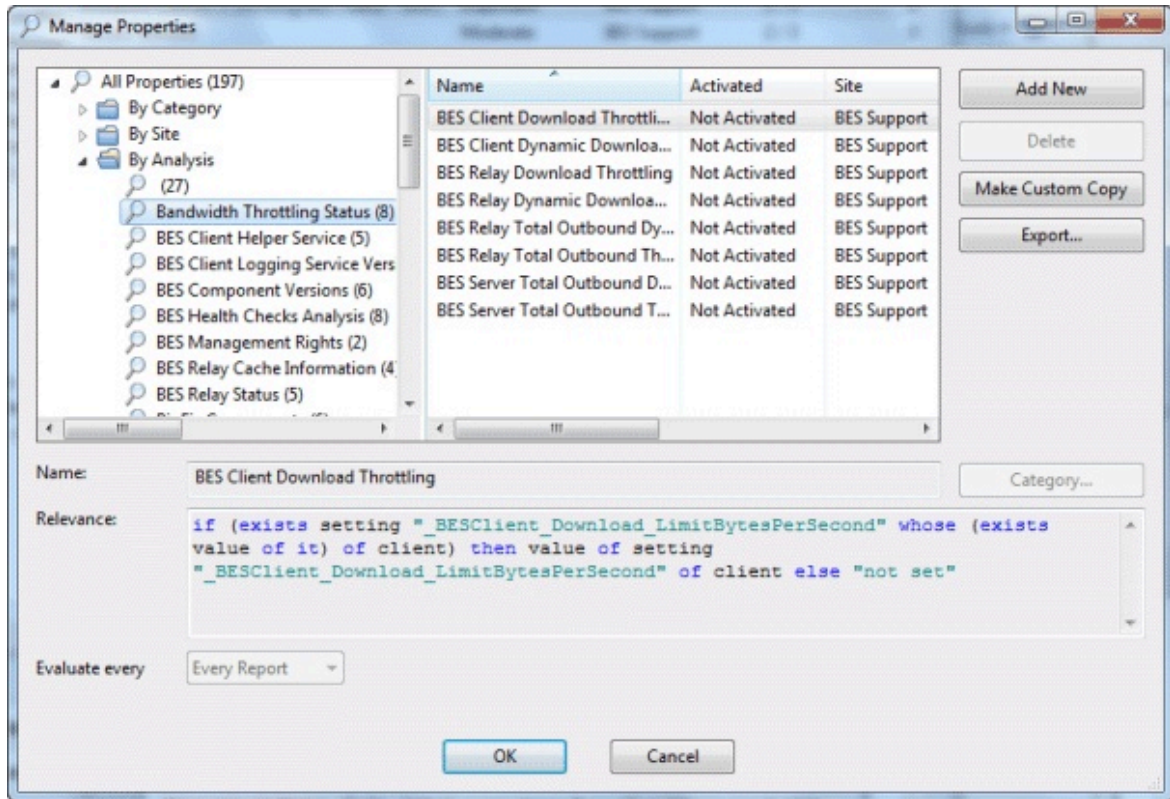 Manage Properties
All Properties (197)
By Category
By Site
By Analysis
(27)
Bandwidth Throttling Status (8)
BES Client Helper Service (5)
BES Client Logging Service Vers
BES Component Versions (6)
BES Health Checks Analysis (8)
BES Management Rights (2)
BES Relay Cache Information (4
BES Relay Status (5)
Name Activated Site
BES Client Download Throttli... Not Activated BES Support
BES Client Dynamic Downloa... Not Activated BES Support
BES Relay Download Throttling Not Activated BES Support
BES Relay Dynamic Downloa... Not Activated BES Support
BES Relay Total Outbound Dy... Not Activated BES Support
BES Relay Total Outbound Th... Not Activated BES Support
BES Server Total Outbound D... Not Activated BES Support
BES Server Total Outbound T... Not Activated BES Support
Add New
Delete
Make Custom Copy
Export...
Name: BES Client Download Throttling
Category...
Relevance: if (exists setting "_BESClient_Download_LimitBytesPerSecond" whose (exists
value of it) of client) then value of setting
"_BESClient_Download_LimitBytesPerSecond" of client else "not set"
Evaluate every Every Report
OK Cancel